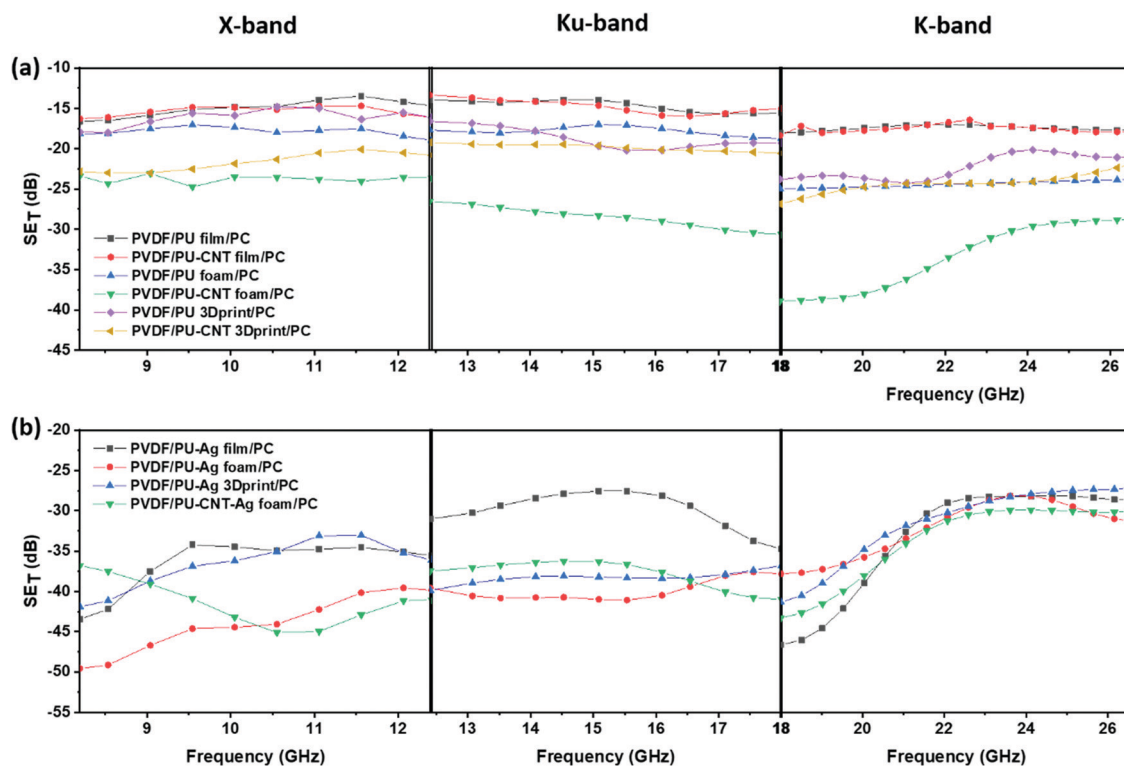 X-band
Ku-band
K-band
(a)
-10
-15
-20
-25
-30
-35
-40
-45
SET (dB)
PVDF/PU film/PC
PVDF/PU-CNT film/PC
PVDF/PU foam/PC
PVDF/PU-CNT foam/PC
PVDF/PU 3Dprint/PC
PVDF/PU-CNT 3Dprint/PC
9 10 11 12
13 14 15 16 17 18
18 20 22 24 26
Frequency (GHz)
(b)
-20
-25
-30
-35
-40
-45
-50
-55
SET (dB)
PVDF/PU-Ag film/PC
PVDF/PU-Ag foam/PC
PVDF/PU-Ag 3Dprint/PC
PVDF/PU-CNT-Ag foam/PC
9 10 11 12
13 14 15 16 17
18 20 22 24 26
Frequency (GHz)
Frequency (GHz)
Frequency (GHz)